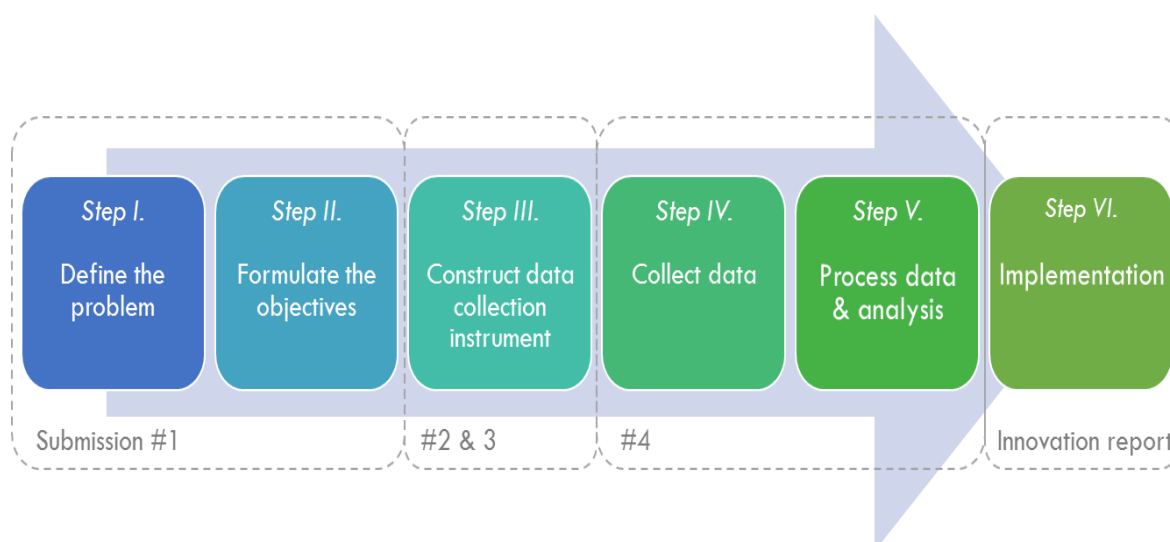 Step I.
Define the
problem
Step II.
Formulate the
objectives
Step III.
Construct data
collection
instrument
Step IV.
Collect data
Step V.
Process data
& analysis
Step VI.
Implementation
Submission #1
#2 & 3
#4
Innovation report